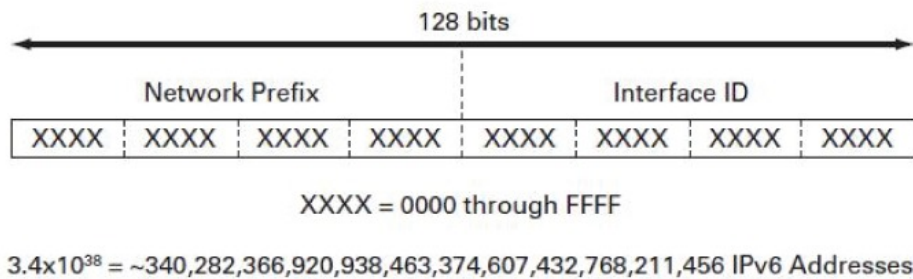 128 bits
Network Prefix Interface ID
XXXX XXXX XXXX XXXX XXXX XXXX XXXX XXXX
XXXX = 0000 through FFFF
3.4x10³⁸ = ~340,282,366,920,938,463,374,607,432,768,211,456 IPv6 Addresses